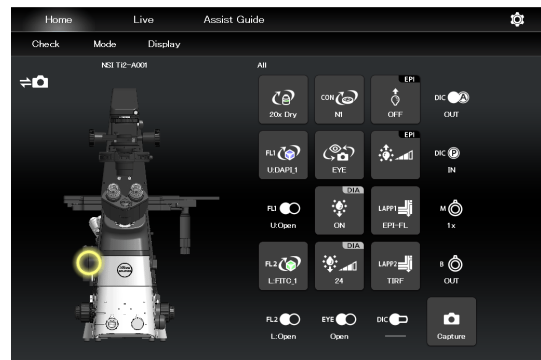 Home Live Assist Guide
Check Mode Display
NSI Ti2-A001
All
20x Dry
CON
N1
EPI
OFF
DIC A
OUT
FL1
U:DAPI_1
EYE
EPI
DIC P
IN
FL1
U:Open
DIA
ON
LAPP1
EPI-FL
M
1x
FL2
L:FITC_1
DIA
24
LAPP2
TIRF
B
OUT
FL2
L:Open
EYE
Open
DIC
Capture